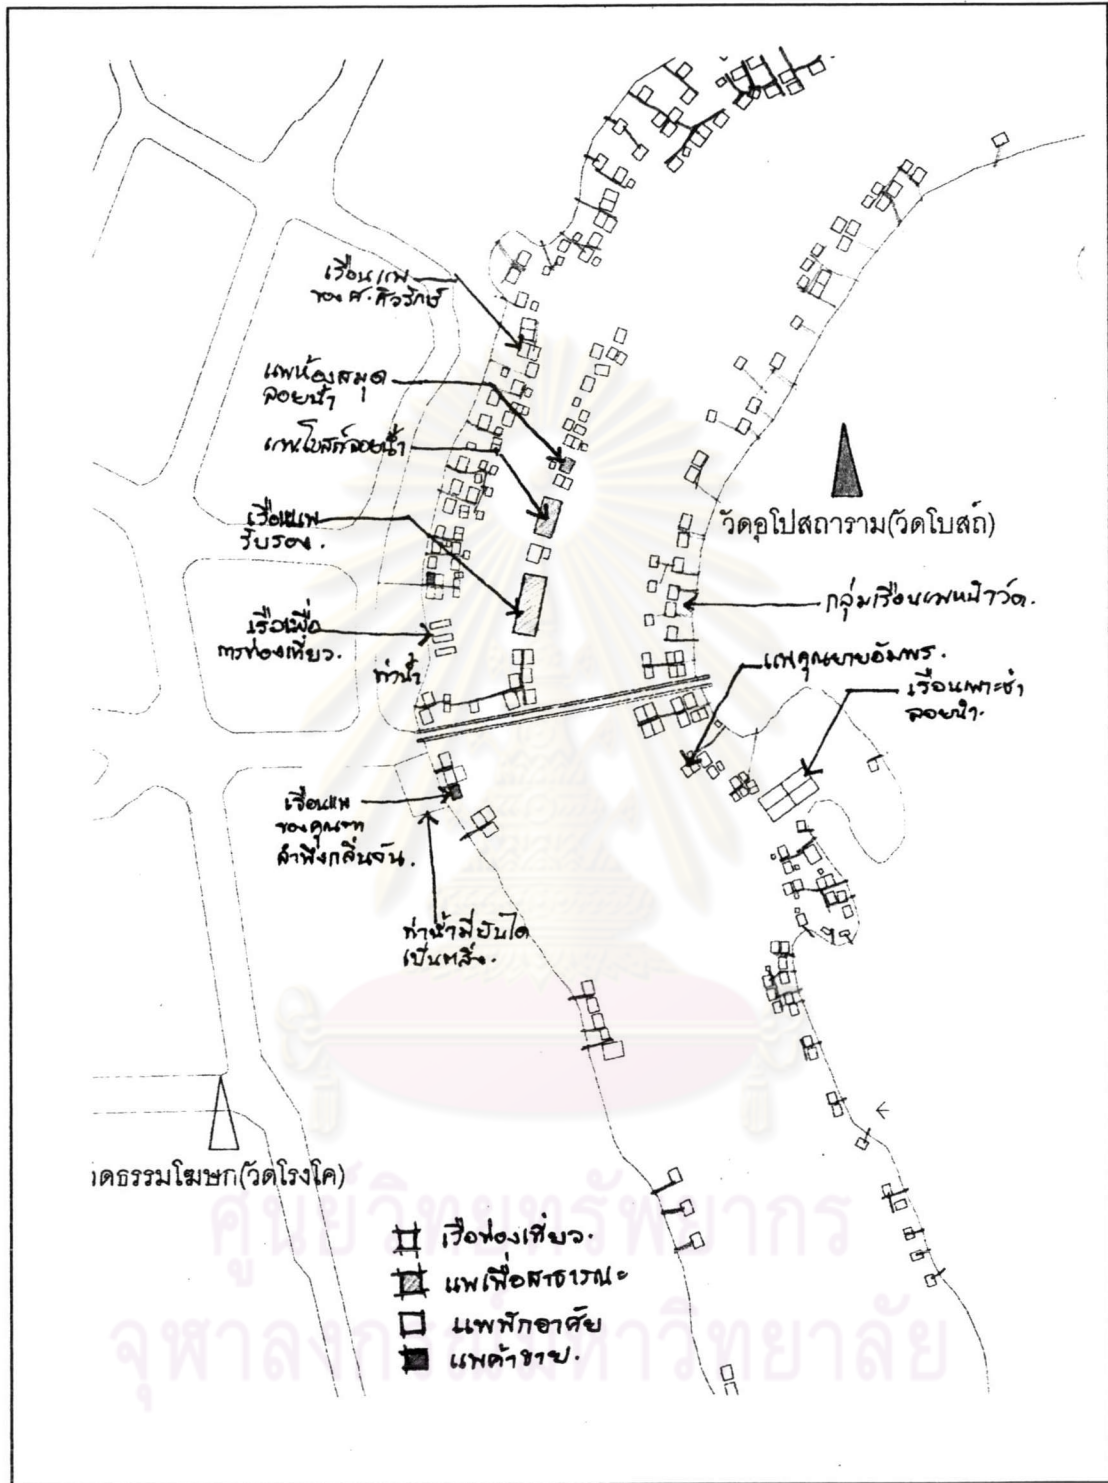 เรือนแพ
ของ ศ. ศิวรักษ์
แพห้องสมุด
ลอยน้ำ
แพโบสถ์ลอยน้ำ
เรือนแพ
รับรอง.
เรือเพื่อ
การท่องเที่ยว.
ท่าน้ำ
วัดอุโปสถาราม(วัดโบสถ์)
กลุ่มเรือนแพหน้าวัด.
แพคุณยายอัมพร.
เรือนเพาะชำ
ลอยน้ำ.
เรือนแพ
ลำพึงกลิ่นจัน.
ท่าน้ำมีบันได
เป็นตลิ่ง.
วัดธรรมโฆษก(วัดโรงโค)
เรือท่องเที่ยว.
แพเพื่อสาธารณะ
แพพักอาศัย
แพค้าขาย.
ศูนย์วิทยทรัพยากร
จุฬาลงกรณ์มหาวิทยาลัย